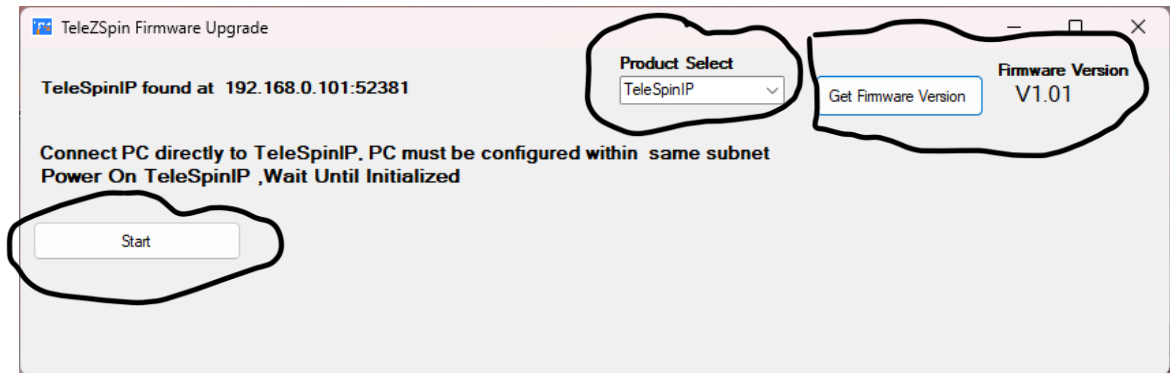 TeleZSpin Firmware Upgrade
Product Select
Firmware Version
TeleSpinIP found at 192.168.0.101:52381
TeleSpinIP
Get Firmware Version
V1.01
Connect PC directly to TeleSpinIP, PC must be configured within same subnet
Power On TeleSpinIP ,Wait Until Initialized
Start